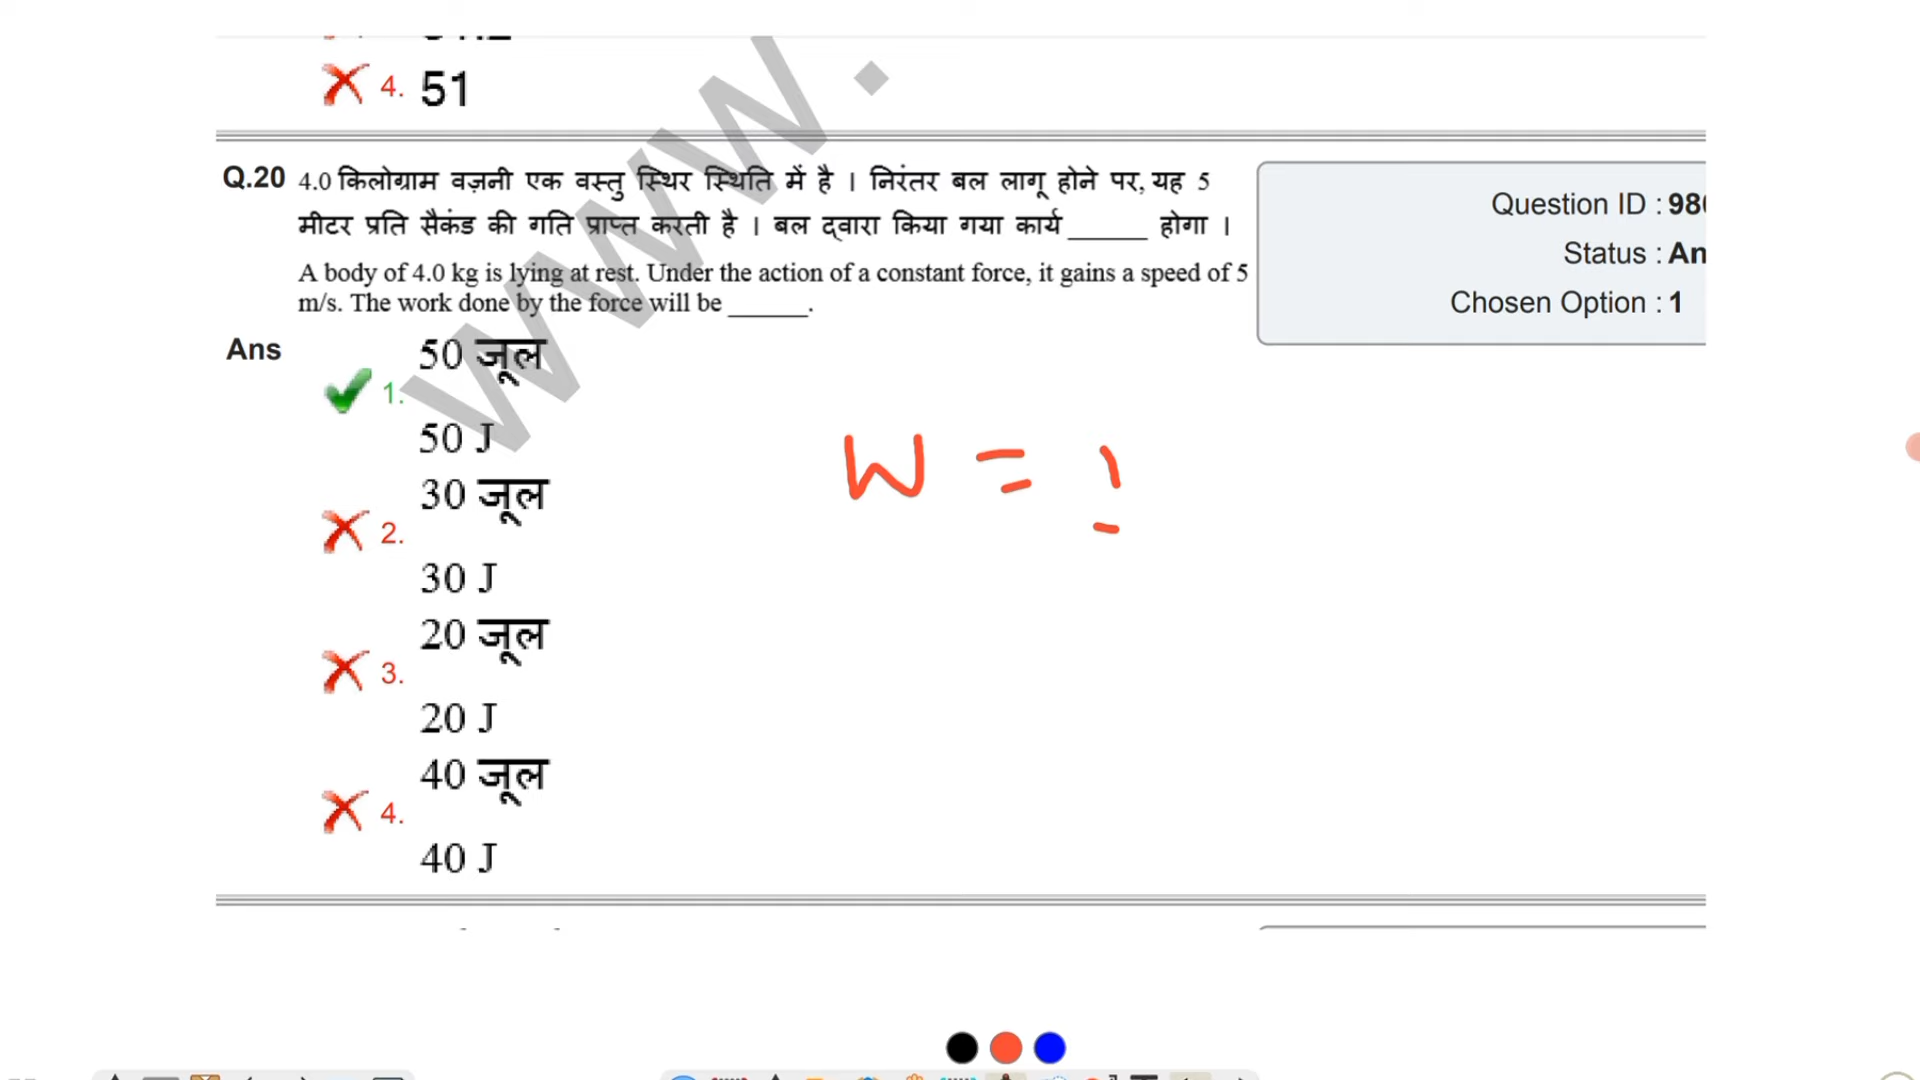 4. 51
Q.20 4.0 किलोग्राम वज़नी एक वस्तु स्थिर स्थिति में है । निरंतर बल लागू होने पर, यह 5
मीटर प्रति सैकंड की गति प्राप्त करती है । बल द्वारा किया गया कार्य ______ होगा ।
A body of 4.0 kg is lying at rest. Under the action of a constant force, it gains a speed of 5
m/s. The work done by the force will be ______.
Question ID : 98
Status : An
Chosen Option : 1
Ans
50 जूल
1.
50 J
30 जूल
2.
30 J
20 जूल
3.
20 J
40 जूल
4.
40 J
www.
W =